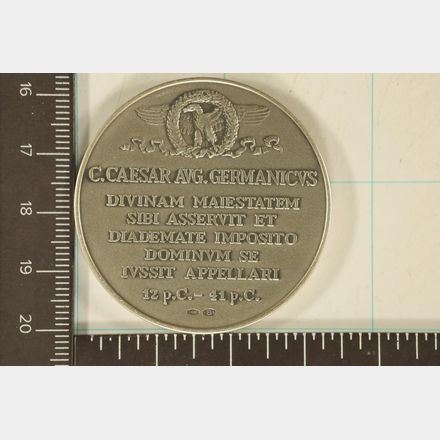 C. CAESAR AVG. GERMANICVS
DIVINAM MAIESTATEM
SIBI ASSERVIT ET
DIADEMATE IMPOSITO
DOMINVM SE
IVSSIT APPELLARI
12 p.C. – 41 p.C.
16
17
18
19
20